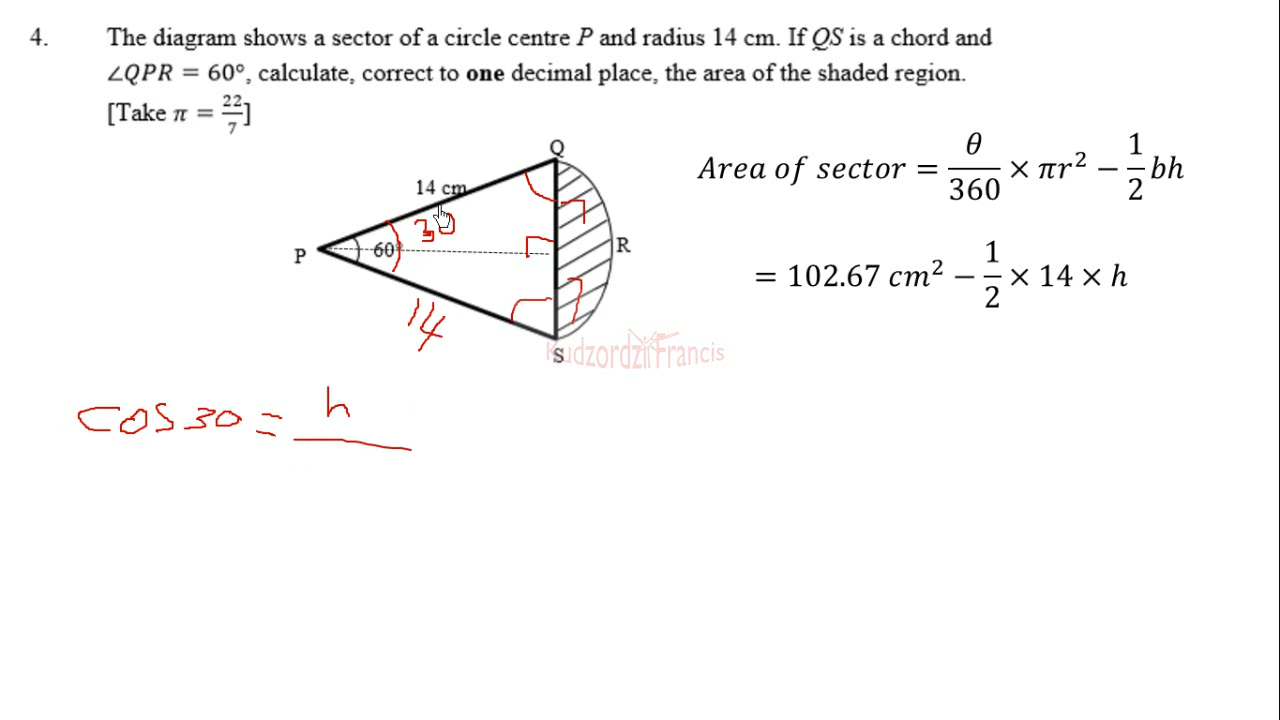 4. The diagram shows a sector of a circle centre P and radius 14 cm. If QS is a chord and
∠QPR = 60°, calculate, correct to one decimal place, the area of the shaded region.
[Take π = 22/7]
Area of sector = θ/360 × πr² − 1/2 bh
= 102.67 cm² − 1/2 × 14 × h
Q
14 cm
30
7
P
60°
R
7
14
S
Kudzordzi Francis
cos 30 = h